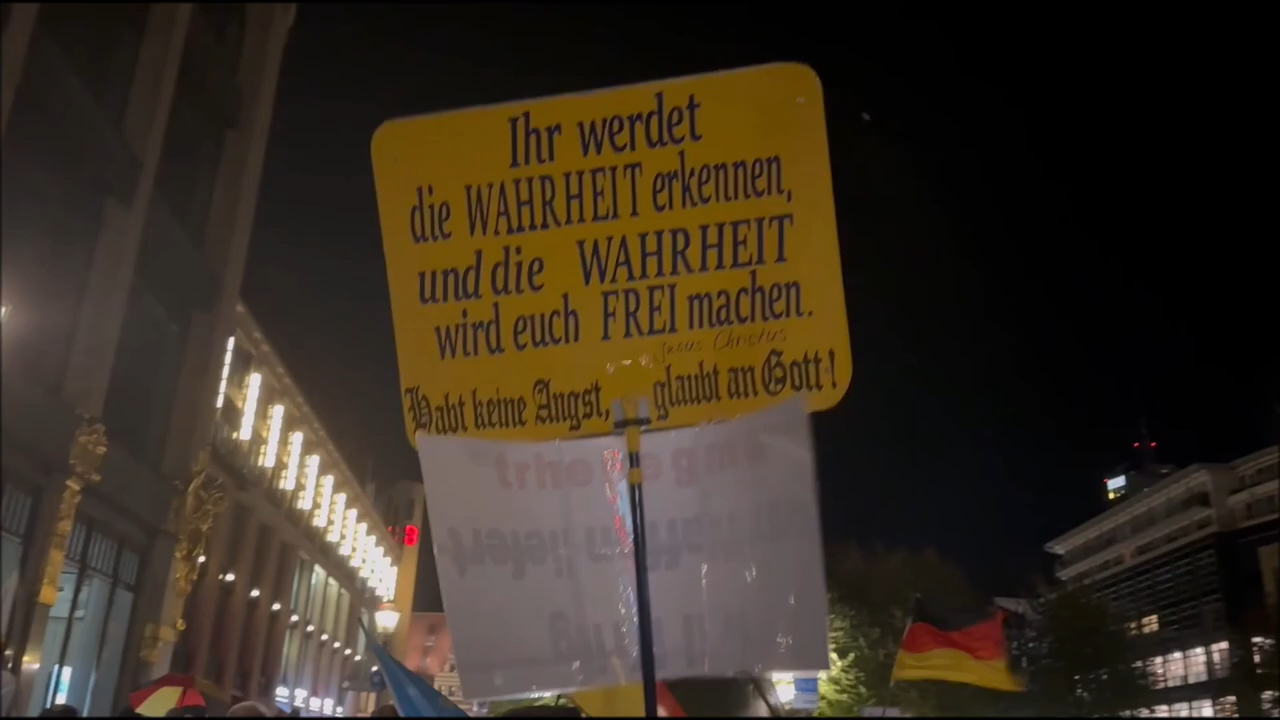 Ihr werdet
die WAHRHEIT erkennen,
und die WAHRHEIT
wird euch FREI machen.
Jesus Christus
Habt keine Angst, glaubt an Gott!